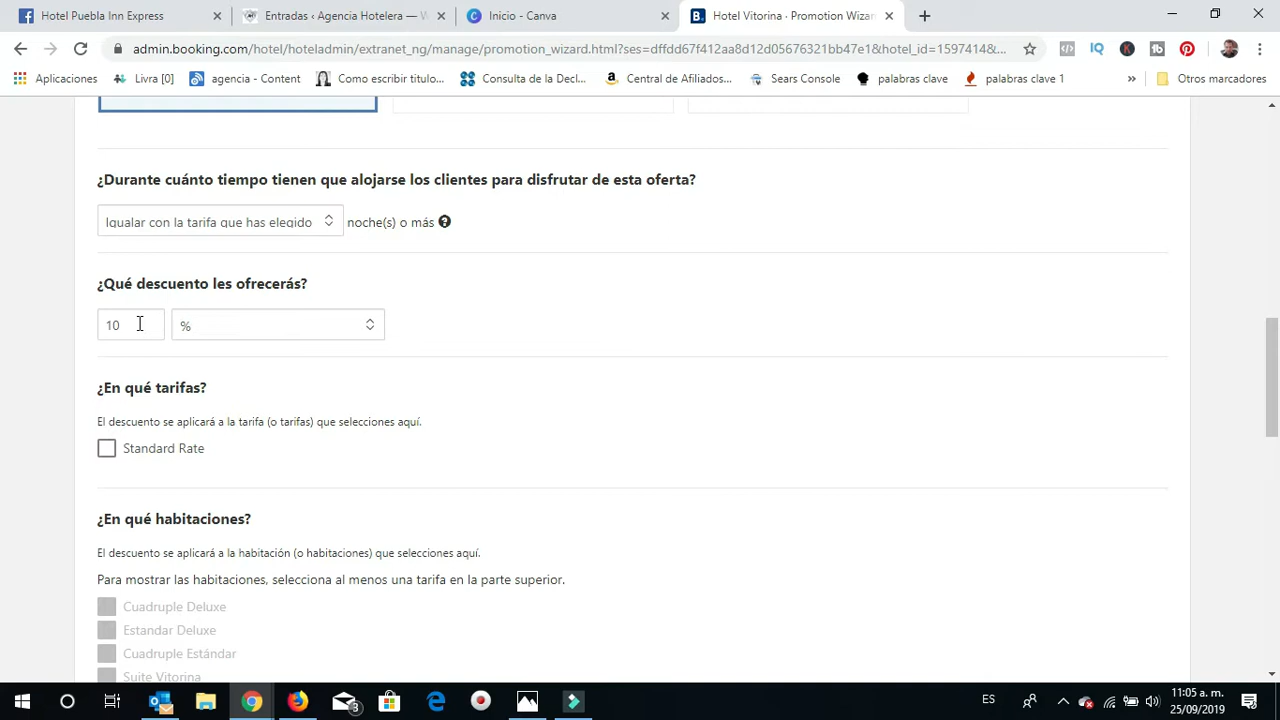 Hotel Puebla Inn Express
Entradas ‹ Agencia Hotelera — W
Inicio - Canva
Hotel Vitorina · Promotion Wizar
admin.booking.com/hotel/hoteladmin/extranet_ng/manage/promotion_wizard.html?ses=dffdd67f412aa8d12d05676321bb47e1&hotel_id=1597414&...
Aplicaciones
Livra [0]
agencia - Content
Como escribir titulo...
Consulta de la Decl...
Central de Afiliados...
Sears Console
palabras clave
palabras clave 1
»
Otros marcadores
¿Durante cuánto tiempo tienen que alojarse los clientes para disfrutar de esta oferta?
Igualar con la tarifa que has elegido noche(s) o más ?
¿Qué descuento les ofrecerás?
10 %
¿En qué tarifas?
El descuento se aplicará a la tarifa (o tarifas) que selecciones aquí.
Standard Rate
¿En qué habitaciones?
El descuento se aplicará a la habitación (o habitaciones) que selecciones aquí.
Para mostrar las habitaciones, selecciona al menos una tarifa en la parte superior.
Cuadruple Deluxe
Estandar Deluxe
Cuadruple Estándar
Suite Vitorina
3
ES
11:05 a. m.
25/09/2019